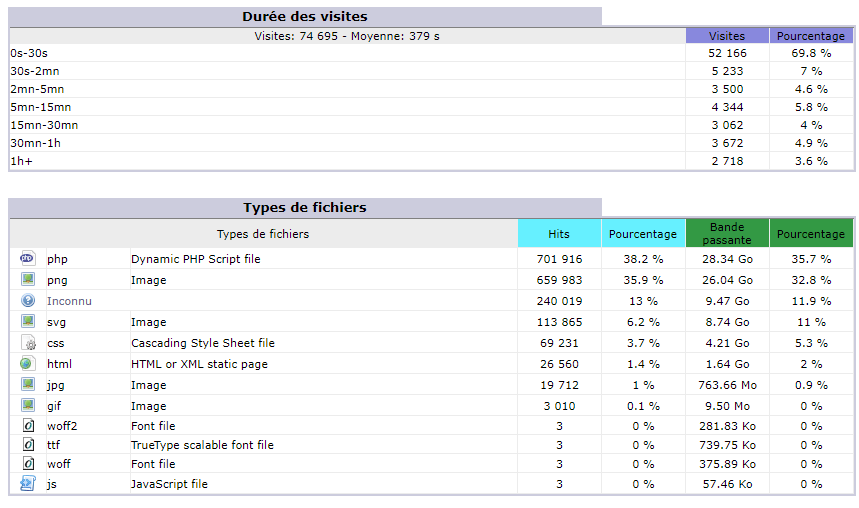 Durée des visites
Visites: 74 695 - Moyenne: 379 s Visites Pourcentage
0s-30s 52 166 69.8 %
30s-2mn 5 233 7 %
2mn-5mn 3 500 4.6 %
5mn-15mn 4 344 5.8 %
15mn-30mn 3 062 4 %
30mn-1h 3 672 4.9 %
1h+ 2 718 3.6 %
Types de fichiers
Types de fichiers Hits Pourcentage Bande passante Pourcentage
php php Dynamic PHP Script file 701 916 38.2 % 28.34 Go 35.7 %
png Image 659 983 35.9 % 26.04 Go 32.8 %
Inconnu 240 019 13 % 9.47 Go 11.9 %
svg Image 113 865 6.2 % 8.74 Go 11 %
css Cascading Style Sheet file 69 231 3.7 % 4.21 Go 5.3 %
html HTML or XML static page 26 560 1.4 % 1.64 Go 2 %
jpg Image 19 712 1 % 763.66 Mo 0.9 %
gif Image 3 010 0.1 % 9.50 Mo 0 %
woff2 Font file 3 0 % 281.83 Ko 0 %
ttf TrueType scalable font file 3 0 % 739.75 Ko 0 %
woff Font file 3 0 % 375.89 Ko 0 %
js JavaScript file 3 0 % 57.46 Ko 0 %